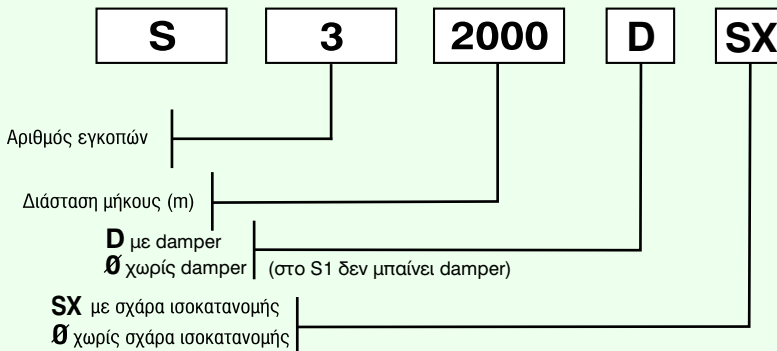 S 3 2000 D SX
Αριθμός εγκοπών
Διάσταση μήκους (m)
D με damper
Ø χωρίς damper (στο S1 δεν μπαίνει damper)
SX με σχάρα ισοκατανομής
Ø χωρίς σχάρα ισοκατανομής